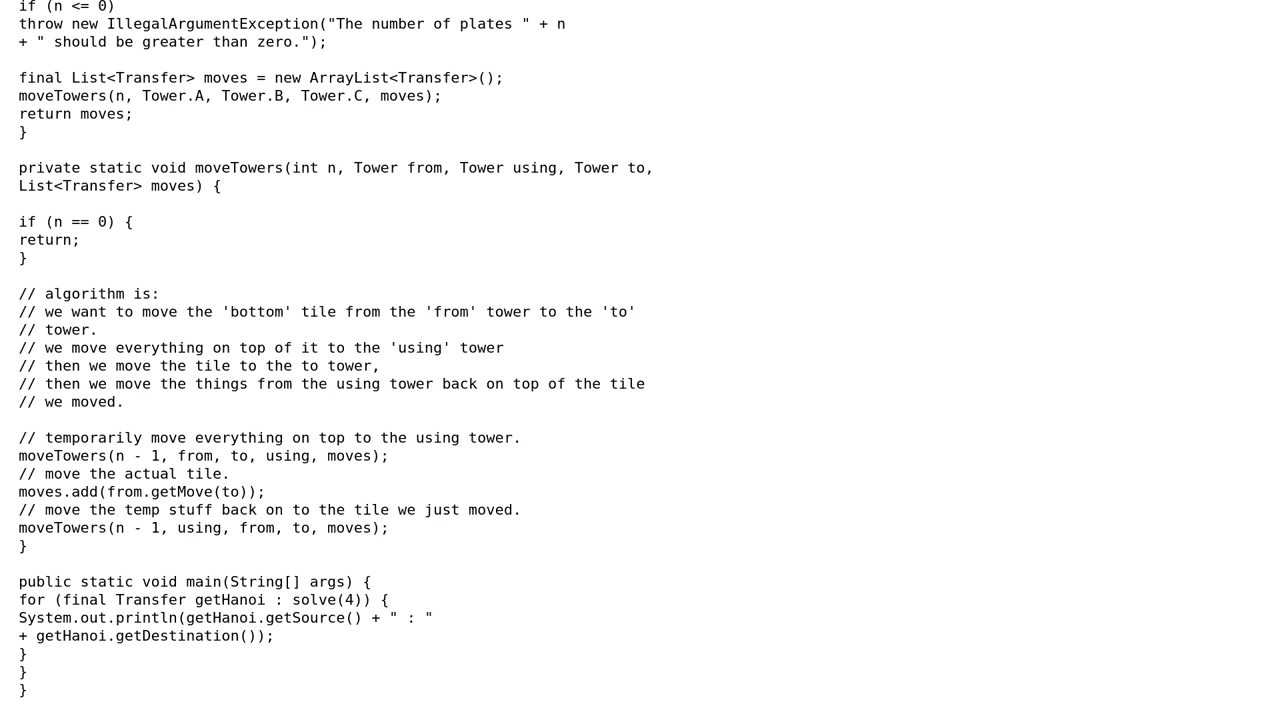 if (n <= 0)
throw new IllegalArgumentException("The number of plates " + n
+ " should be greater than zero.");
final List<Transfer> moves = new ArrayList<Transfer>();
moveTowers(n, Tower.A, Tower.B, Tower.C, moves);
return moves;
}
private static void moveTowers(int n, Tower from, Tower using, Tower to,
List<Transfer> moves) {
if (n == 0) {
return;
}
// algorithm is:
// we want to move the 'bottom' tile from the 'from' tower to the 'to'
// tower.
// we move everything on top of it to the 'using' tower
// then we move the tile to the to tower,
// then we move the things from the using tower back on top of the tile
// we moved.
// temporarily move everything on top to the using tower.
moveTowers(n - 1, from, to, using, moves);
// move the actual tile.
moves.add(from.getMove(to));
// move the temp stuff back on to the tile we just moved.
moveTowers(n - 1, using, from, to, moves);
}
public static void main(String[] args) {
for (final Transfer getHanoi : solve(4)) {
System.out.println(getHanoi.getSource() + " : "
+ getHanoi.getDestination());
}
}
}